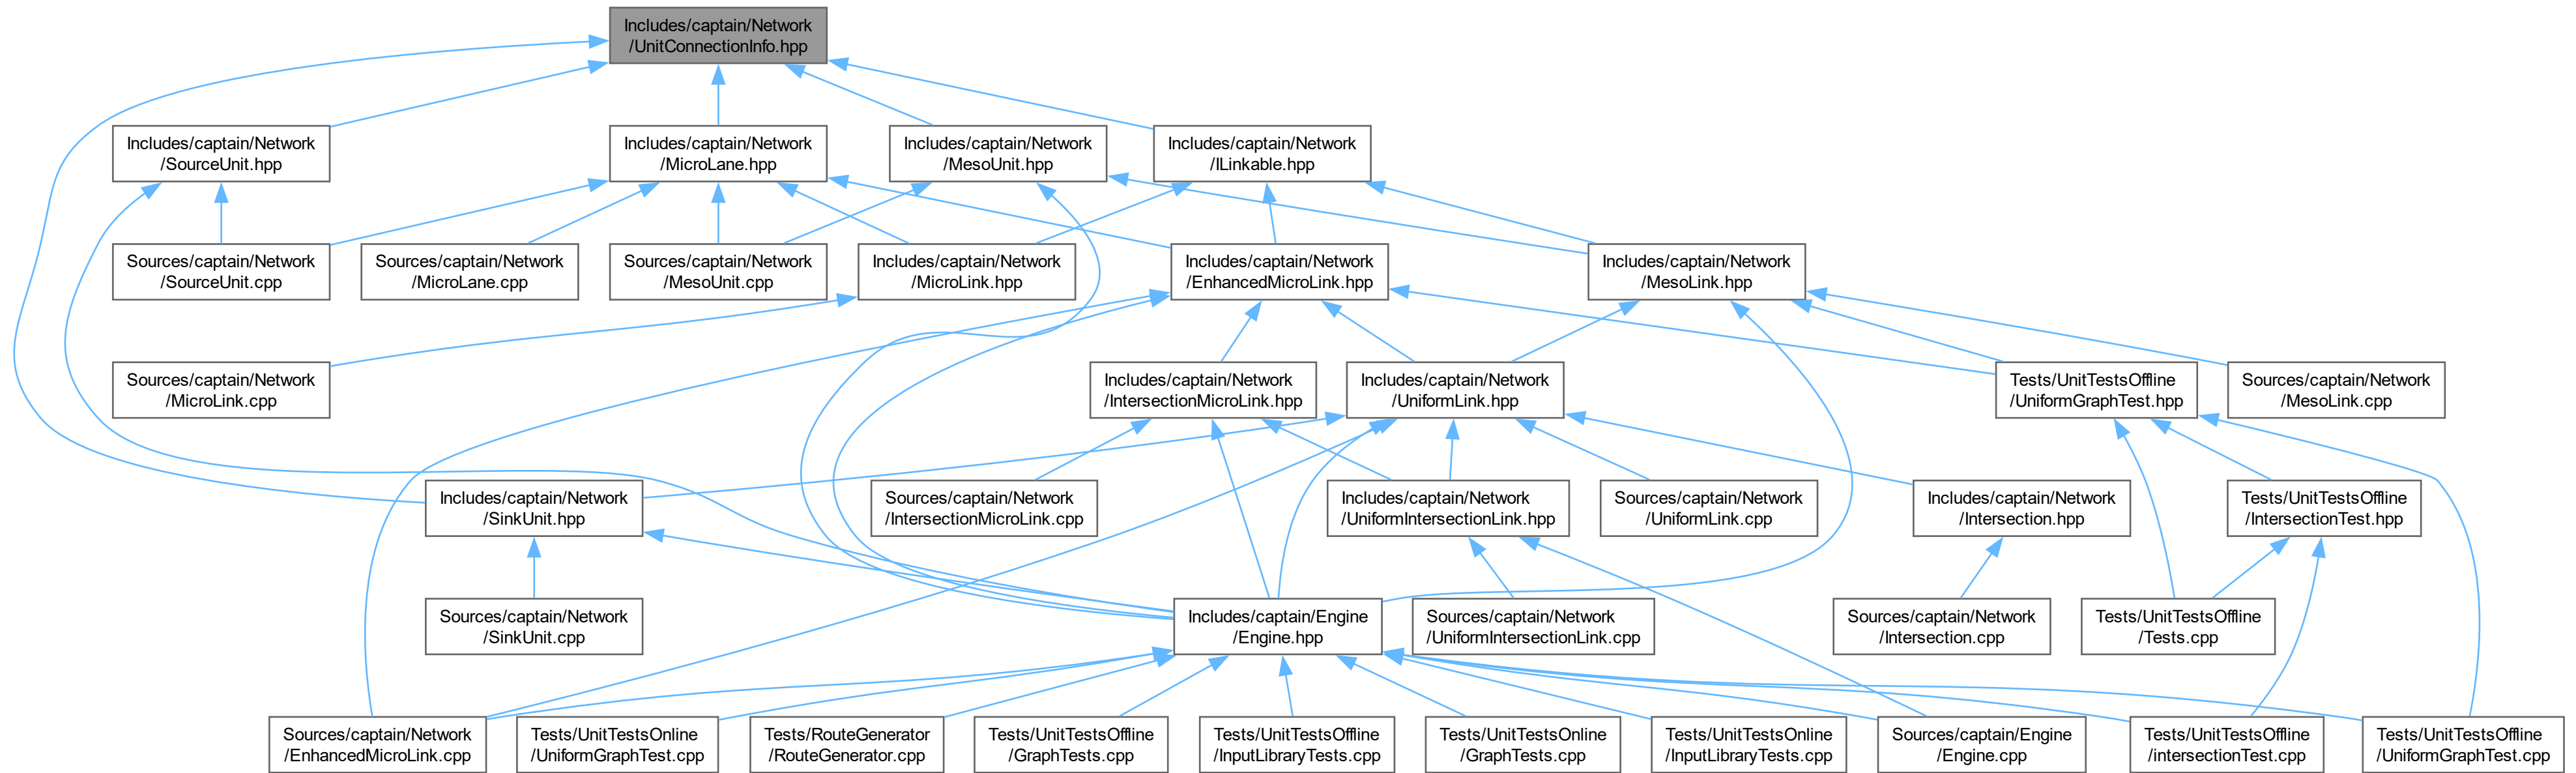 Includes/captain/Network
/UnitConnectionInfo.hpp
Includes/captain/Network
/SourceUnit.hpp
Includes/captain/Network
/MicroLane.hpp
Includes/captain/Network
/MesoUnit.hpp
Includes/captain/Network
/ILinkable.hpp
Sources/captain/Network
/SourceUnit.cpp
Sources/captain/Network
/MicroLane.cpp
Sources/captain/Network
/MesoUnit.cpp
Includes/captain/Network
/MicroLink.hpp
Includes/captain/Network
/EnhancedMicroLink.hpp
Includes/captain/Network
/MesoLink.hpp
Sources/captain/Network
/MicroLink.cpp
Includes/captain/Network
/IntersectionMicroLink.hpp
Includes/captain/Network
/UniformLink.hpp
Tests/UnitTestsOffline
/UniformGraphTest.hpp
Sources/captain/Network
/MesoLink.cpp
Includes/captain/Network
/SinkUnit.hpp
Sources/captain/Network
/IntersectionMicroLink.cpp
Includes/captain/Network
/UniformIntersectionLink.hpp
Sources/captain/Network
/UniformLink.cpp
Includes/captain/Network
/Intersection.hpp
Tests/UnitTestsOffline
/IntersectionTest.hpp
Sources/captain/Network
/SinkUnit.cpp
Includes/captain/Engine
/Engine.hpp
Sources/captain/Network
/UniformIntersectionLink.cpp
Sources/captain/Network
/Intersection.cpp
Tests/UnitTestsOffline
/Tests.cpp
Sources/captain/Network
/EnhancedMicroLink.cpp
Tests/UnitTestsOnline
/UniformGraphTest.cpp
Tests/RouteGenerator
/RouteGenerator.cpp
Tests/UnitTestsOffline
/GraphTests.cpp
Tests/UnitTestsOffline
/InputLibraryTests.cpp
Tests/UnitTestsOnline
/GraphTests.cpp
Tests/UnitTestsOnline
/InputLibraryTests.cpp
Sources/captain/Engine
/Engine.cpp
Tests/UnitTestsOffline
/intersectionTest.cpp
Tests/UnitTestsOffline
/UniformGraphTest.cpp